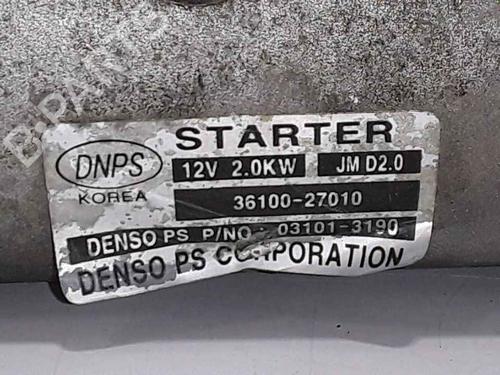 B-PARTS
STARTER
DNPS
KOREA
12V 2.0KW JM D2.0
36100-27010
DENSO PS P/NO : 03101-3190
DENSO PS CORPORATION